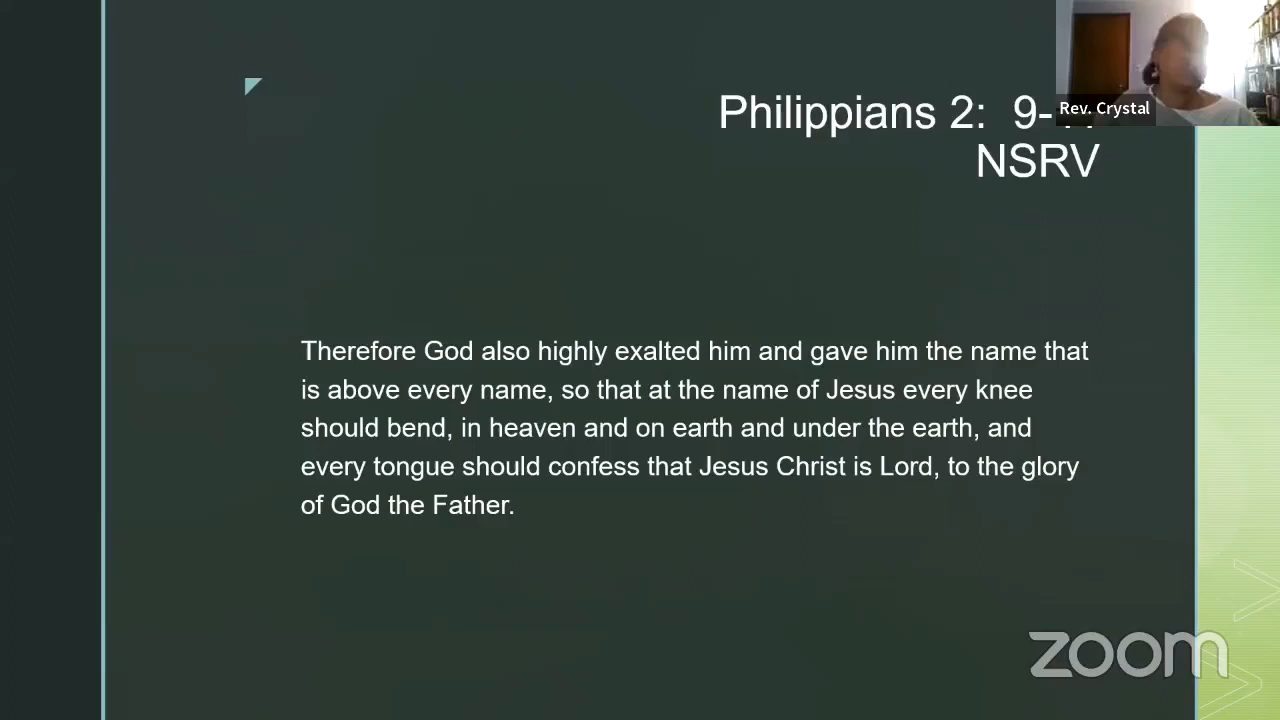 Philippians 2: 9-
NSRV
Rev. Crystal
Therefore God also highly exalted him and gave him the name that
is above every name, so that at the name of Jesus every knee
should bend, in heaven and on earth and under the earth, and
every tongue should confess that Jesus Christ is Lord, to the glory
of God the Father.
zoom